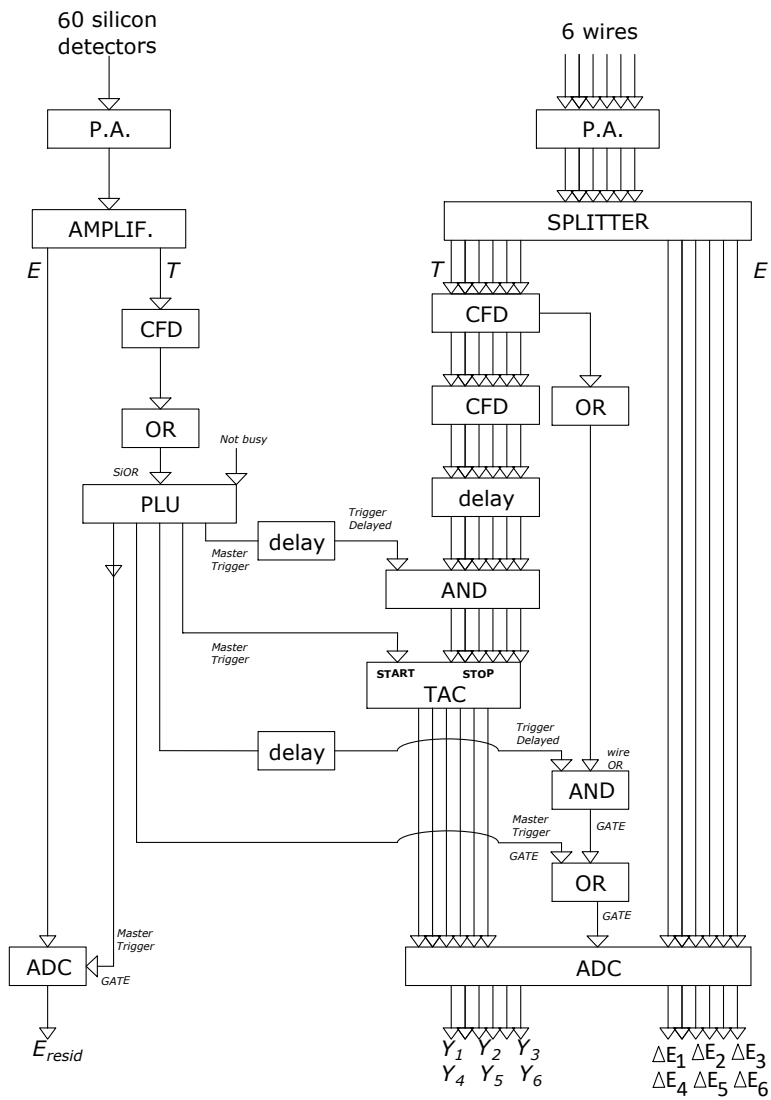 60 silicon
detectors
6 wires
P.A.
P.A.
AMPLIF.
SPLITTER
E
T
T
E
CFD
CFD
CFD
OR
OR
Not busy
SiOR
PLU
delay
Trigger
Delayed
delay
Master
Trigger
AND
Master
Trigger
START
STOP
TAC
delay
Trigger
Delayed
wire
OR
AND
Master
Trigger
GATE
GATE
OR
GATE
Master
Trigger
ADC
GATE
ADC
E resid
Y1 Y2 Y3
Y4 Y5 Y6
ΔE1 ΔE2 ΔE3
ΔE4 ΔE5 ΔE6